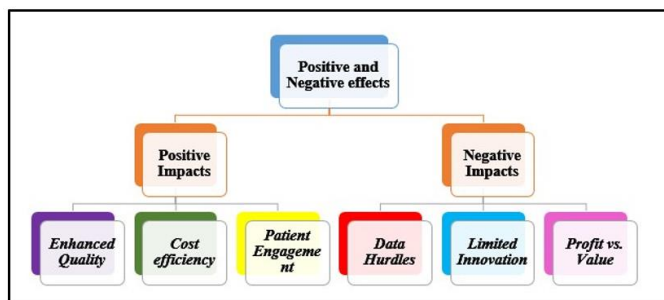 Positive and
Negative effects
Positive
Impacts
Negative
Impacts
Enhanced
Quality
Cost
efficiency
Patient
Engageme
nt
Data
Hurdles
Limited
Innovation
Profit vs.
Value